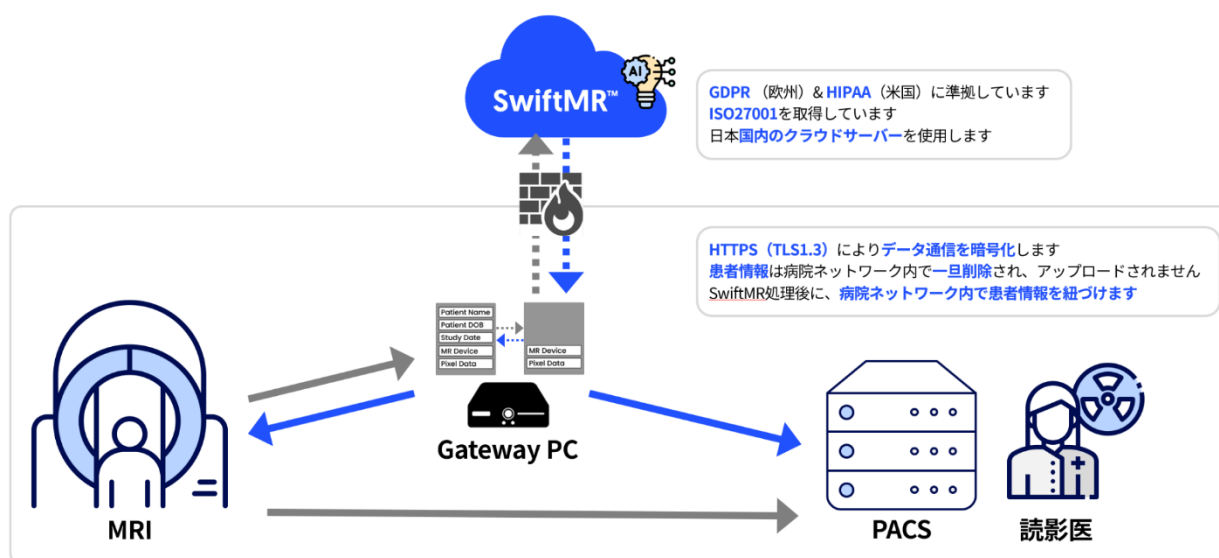 AI
SwiftMR™
GDPR （欧州）& HIPAA（米国）に準拠しています
ISO27001を取得しています
日本国内のクラウドサーバーを使用します
HTTPS（TLS1.3）によりデータ通信を暗号化します
患者情報は病院ネットワーク内で一旦削除され、アップロードされません
SwiftMR処理後に、病院ネットワーク内で患者情報を紐づけます
Patient Name
Patient DOB
Study Date
MR Device
Pixel Data
MR Device
Pixel Data
Gateway PC
MRI
PACS
読影医